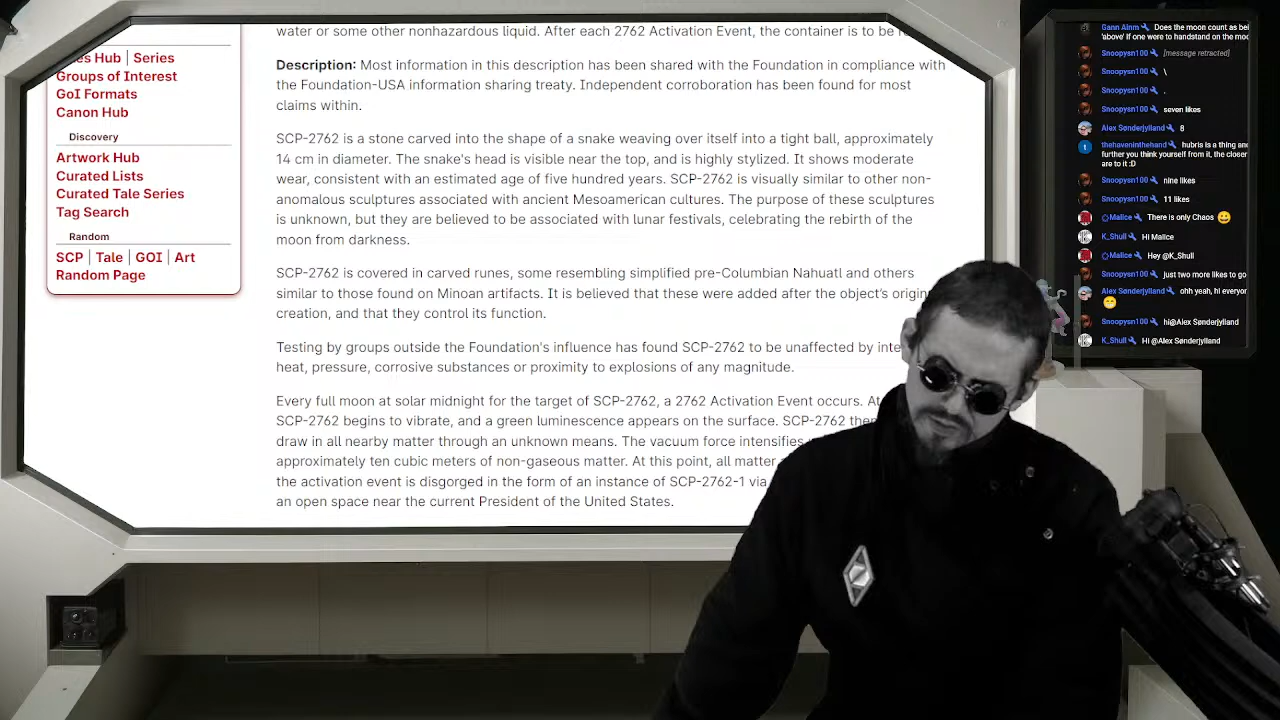 es Hub | Series
Groups of Interest
GoI Formats
Canon Hub
Discovery
Artwork Hub
Curated Lists
Curated Tale Series
Tag Search
Random
SCP | Tale | GOI | Art
Random Page
water or some other nonhazardous liquid. After each 2762 Activation Event, the container is to be
Description: Most information in this description has been shared with the Foundation in compliance with
the Foundation-USA information sharing treaty. Independent corroboration has been found for most
claims within.
SCP-2762 is a stone carved into the shape of a snake weaving over itself into a tight ball, approximately
14 cm in diameter. The snake's head is visible near the top, and is highly stylized. It shows moderate
wear, consistent with an estimated age of five hundred years. SCP-2762 is visually similar to other non-
anomalous sculptures associated with ancient Mesoamerican cultures. The purpose of these sculptures
is unknown, but they are believed to be associated with lunar festivals, celebrating the rebirth of the
moon from darkness.
SCP-2762 is covered in carved runes, some resembling simplified pre-Columbian Nahuatl and others
similar to those found on Minoan artifacts. It is believed that these were added after the object's origin
creation, and that they control its function.
Testing by groups outside the Foundation's influence has found SCP-2762 to be unaffected by inte
heat, pressure, corrosive substances or proximity to explosions of any magnitude.
Every full moon at solar midnight for the target of SCP-2762, a 2762 Activation Event occurs. At
SCP-2762 begins to vibrate, and a green luminescence appears on the surface. SCP-2762 the
draw in all nearby matter through an unknown means. The vacuum force intensifies
approximately ten cubic meters of non-gaseous matter. At this point, all matter
the activation event is disgorged in the form of an instance of SCP-2762-1 via
an open space near the current President of the United States.
Gann Does the moon count as bei
'above' if one were to handstand on the moo
Snoopysn100 [message retracted]
Snoopysn100 \
Snoopysn100 .
Snoopysn100 seven likes
Alex Sønderjylland 8
thehaveninthehand hubris is a thing an
further you think yourself from it, the closer
are to it :D
Snoopysn100 nine likes
Snoopysn100 11 likes
Malice There is only Chaos 😀
K_Shull Hi Malice
Malice Hey @K_Shull
Snoopysn100 just two more likes to go
Alex Sønderjylland ohh yeah, hi everyor
😁
Snoopysn100 hi@Alex Sønderjylland
K_Shull Hi @Alex Sønderjylland